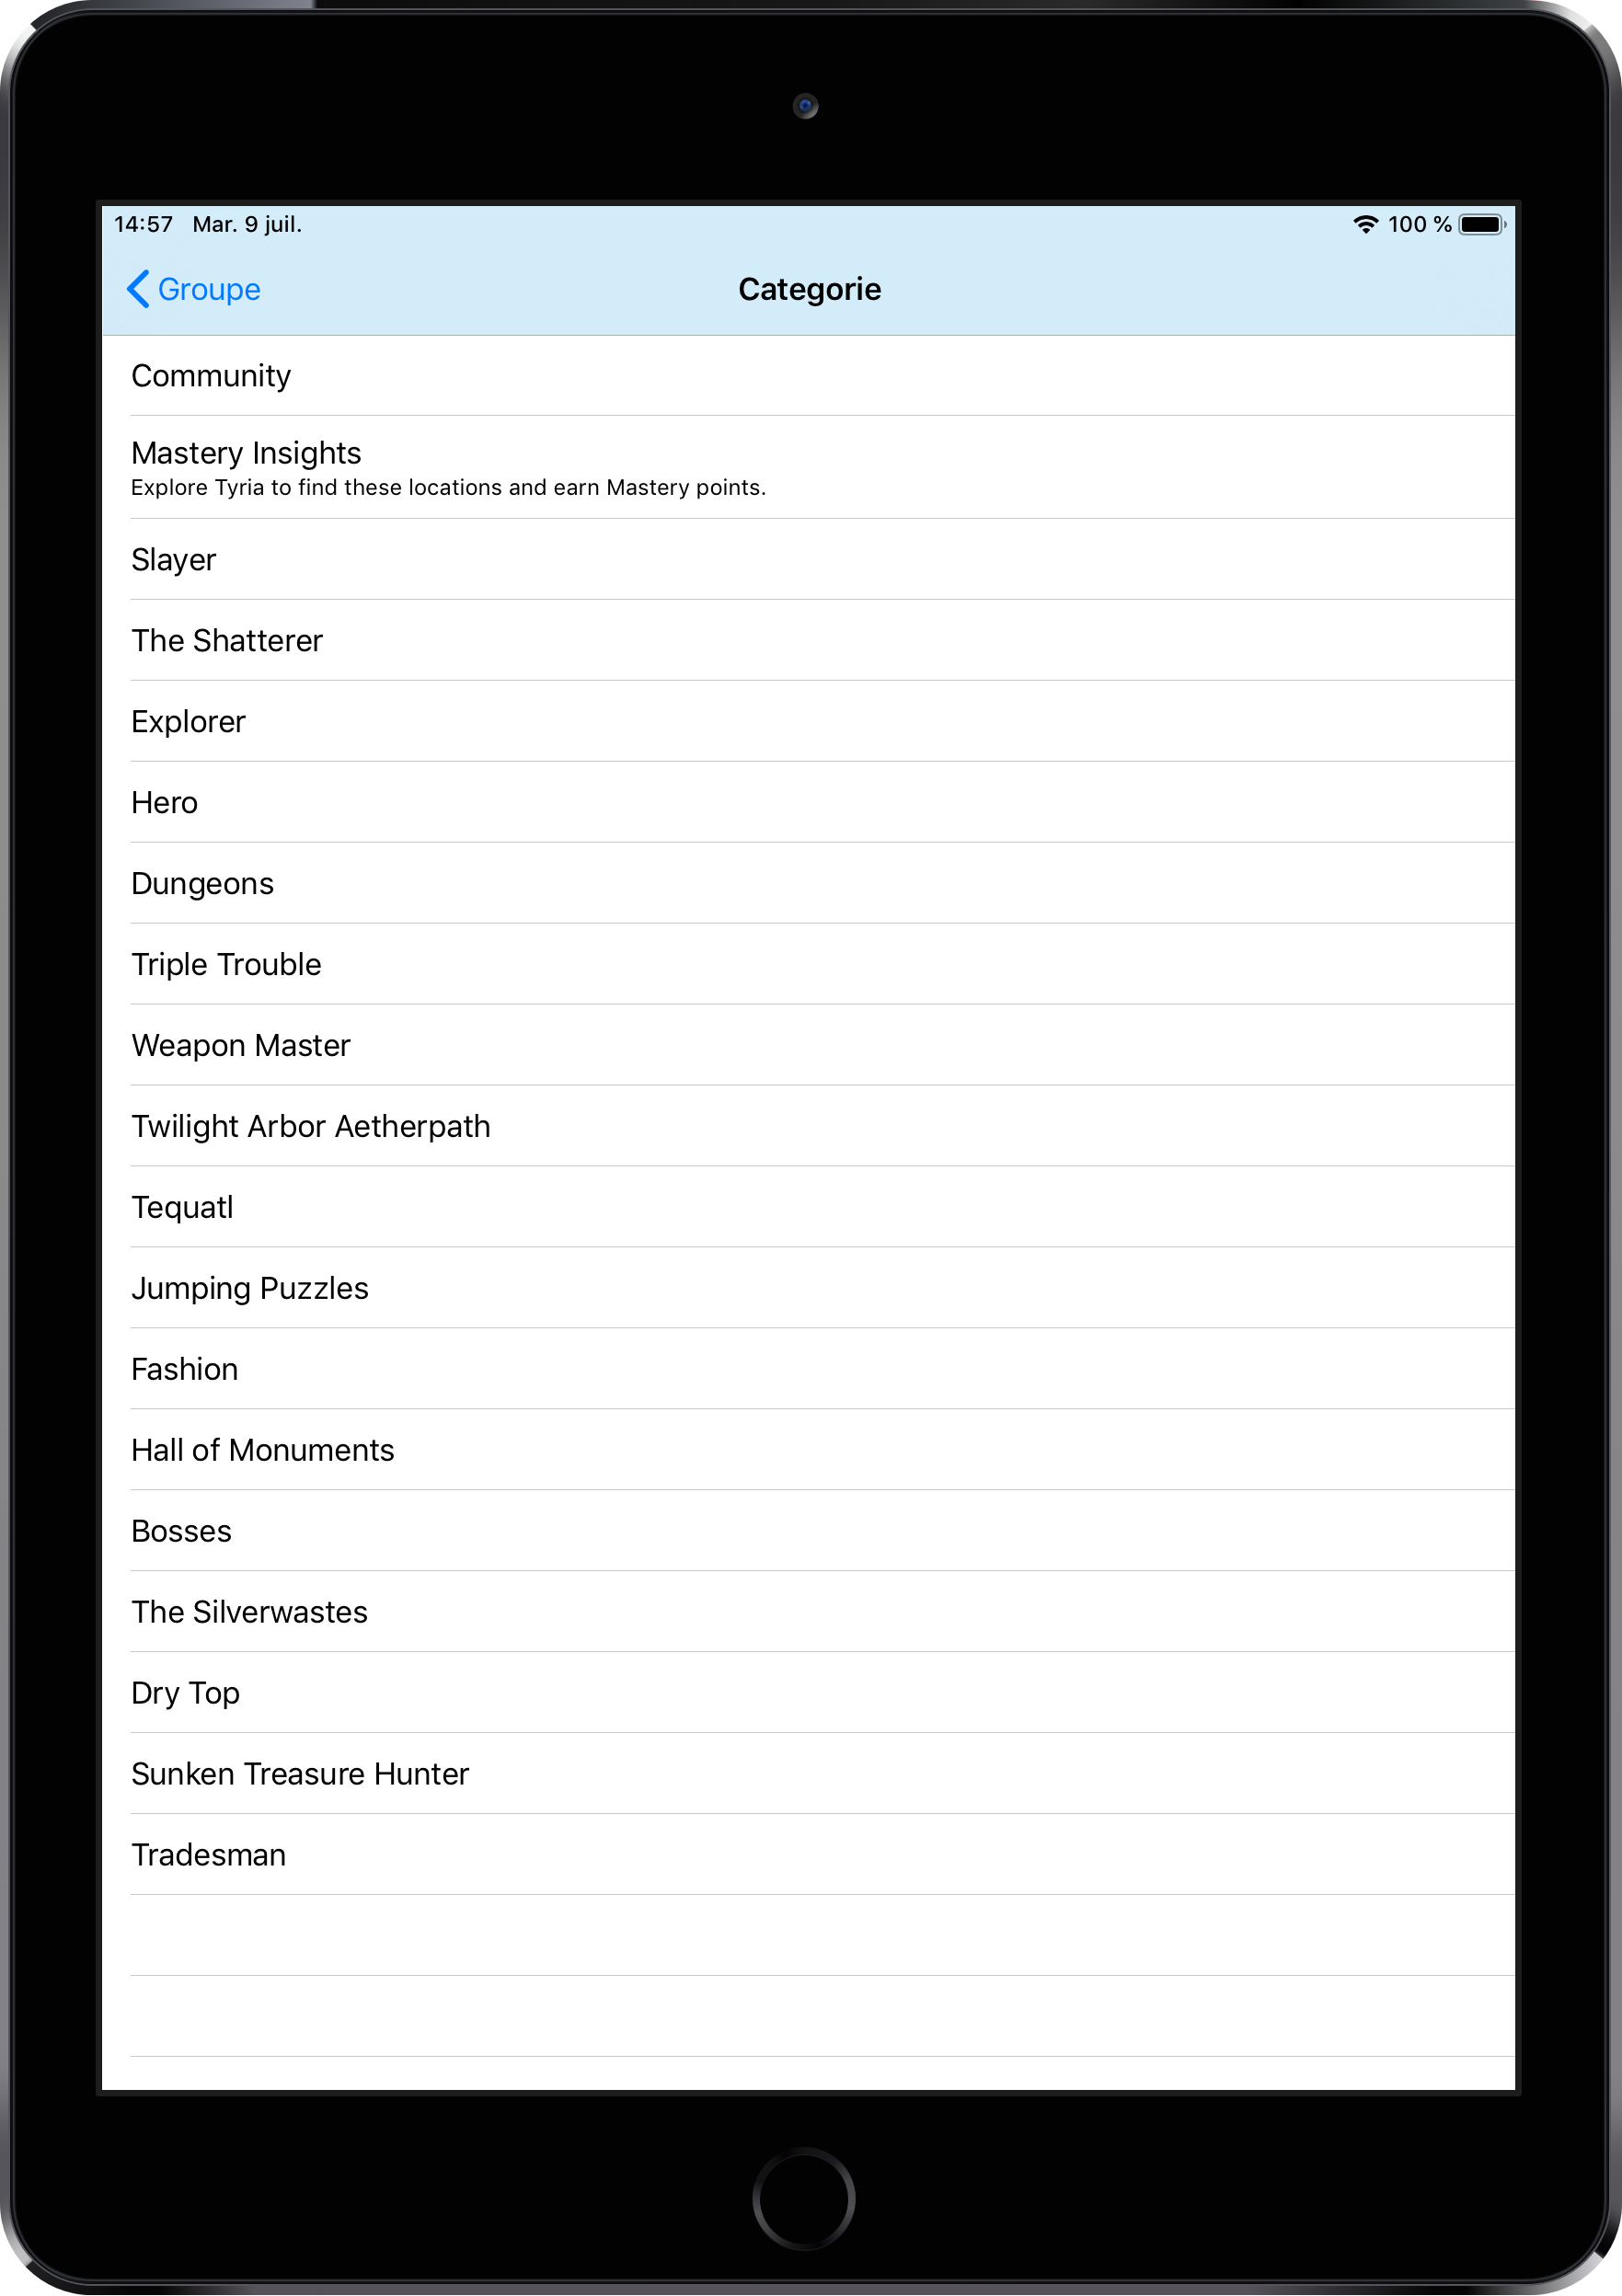 14:57 Mar. 9 juil. 100 %
Groupe Categorie
Community
Mastery Insights
Explore Tyria to find these locations and earn Mastery points.
Slayer
The Shatterer
Explorer
Hero
Dungeons
Triple Trouble
Weapon Master
Twilight Arbor Aetherpath
Tequatl
Jumping Puzzles
Fashion
Hall of Monuments
Bosses
The Silverwastes
Dry Top
Sunken Treasure Hunter
Tradesman